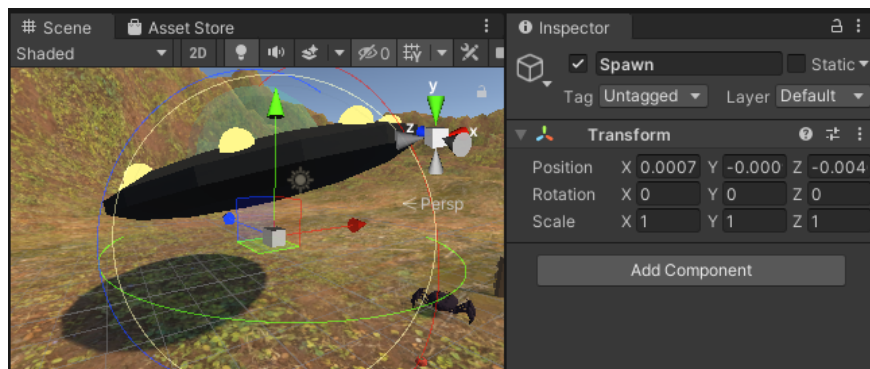 Scene
Asset Store
Shaded
2D
0
y
z
x
Persp
Inspector
Spawn
Static
Tag Untagged Layer Default
Transform
Position X 0.0007 Y -0.000 Z -0.004
Rotation X 0 Y 0 Z 0
Scale X 1 Y 1 Z 1
Add Component